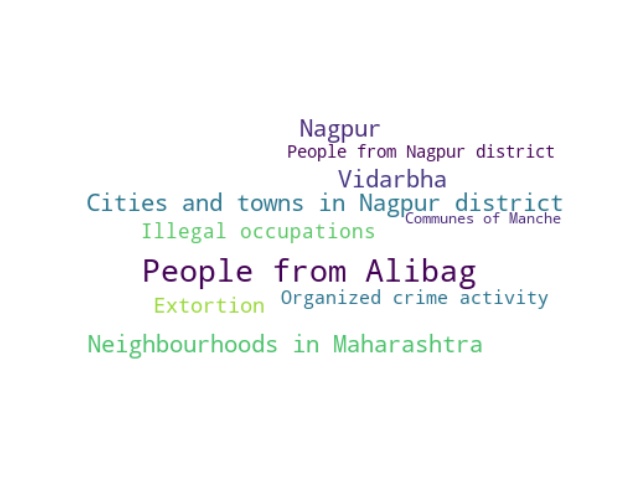 Nagpur
People from Nagpur district
Vidarbha
Cities and towns in Nagpur district
Communes of Manche
Illegal occupations
People from Alibag
Organized crime activity
Extortion
Neighbourhoods in Maharashtra